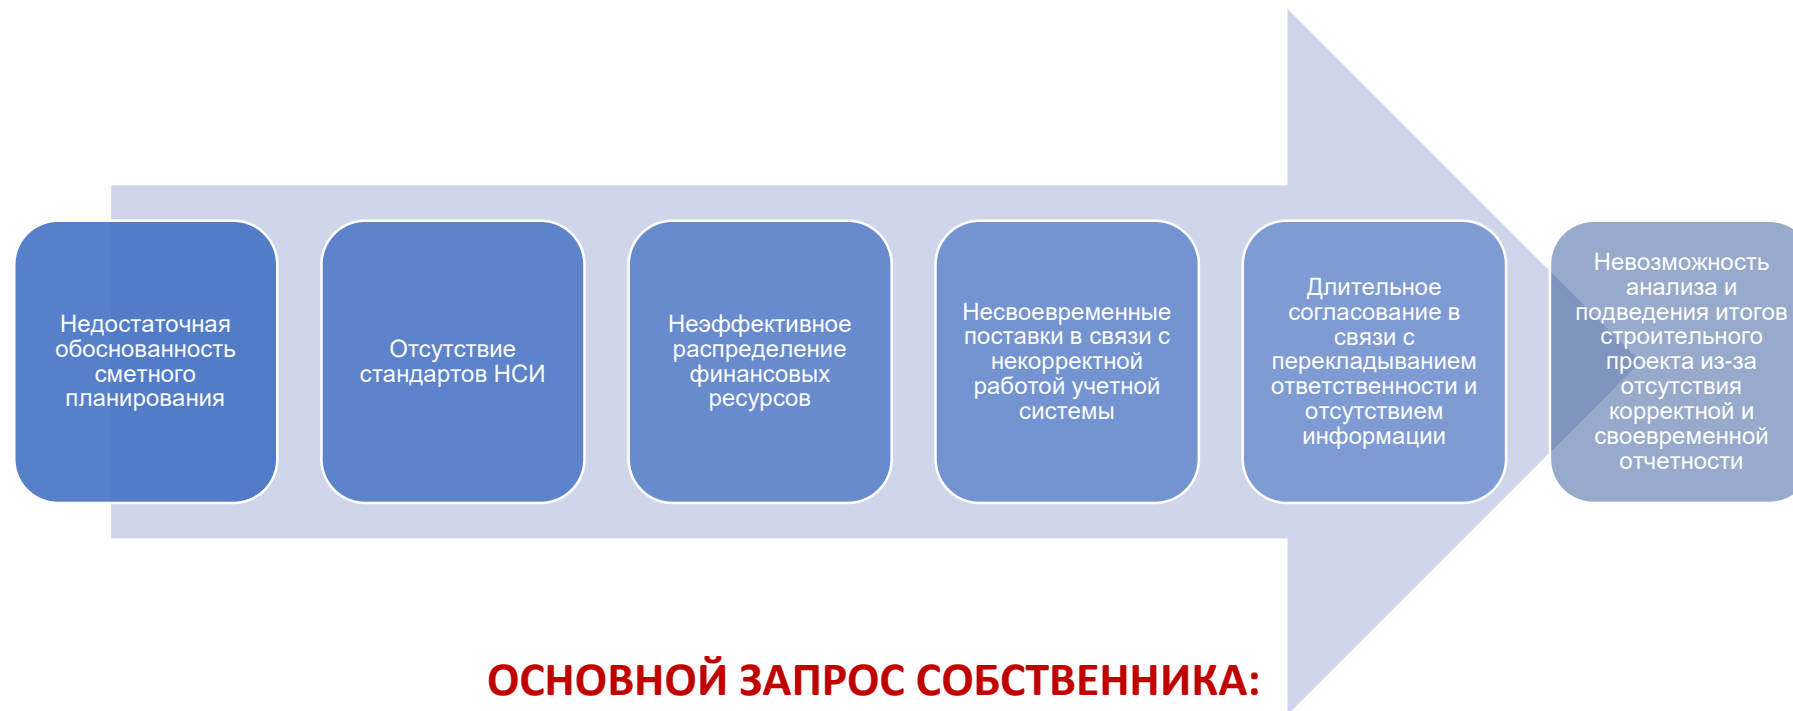 Недостаточная
обоснованность
сметного
планирования
Отсутствие
стандартов НСИ
Неэффективное
распределение
финансовых
ресурсов
Несвоевременные
поставки в связи с
некорректной
работой учетной
системы
Длительное
согласование в
связи с
перекладыванием
ответственности и
отсутствием
информации
Невозможность
анализа и
подведения итогов
строительного
проекта из-за
отсутствия
корректной и
своевременной
отчетности
ОСНОВНОЙ ЗАПРОС СОБСТВЕННИКА: